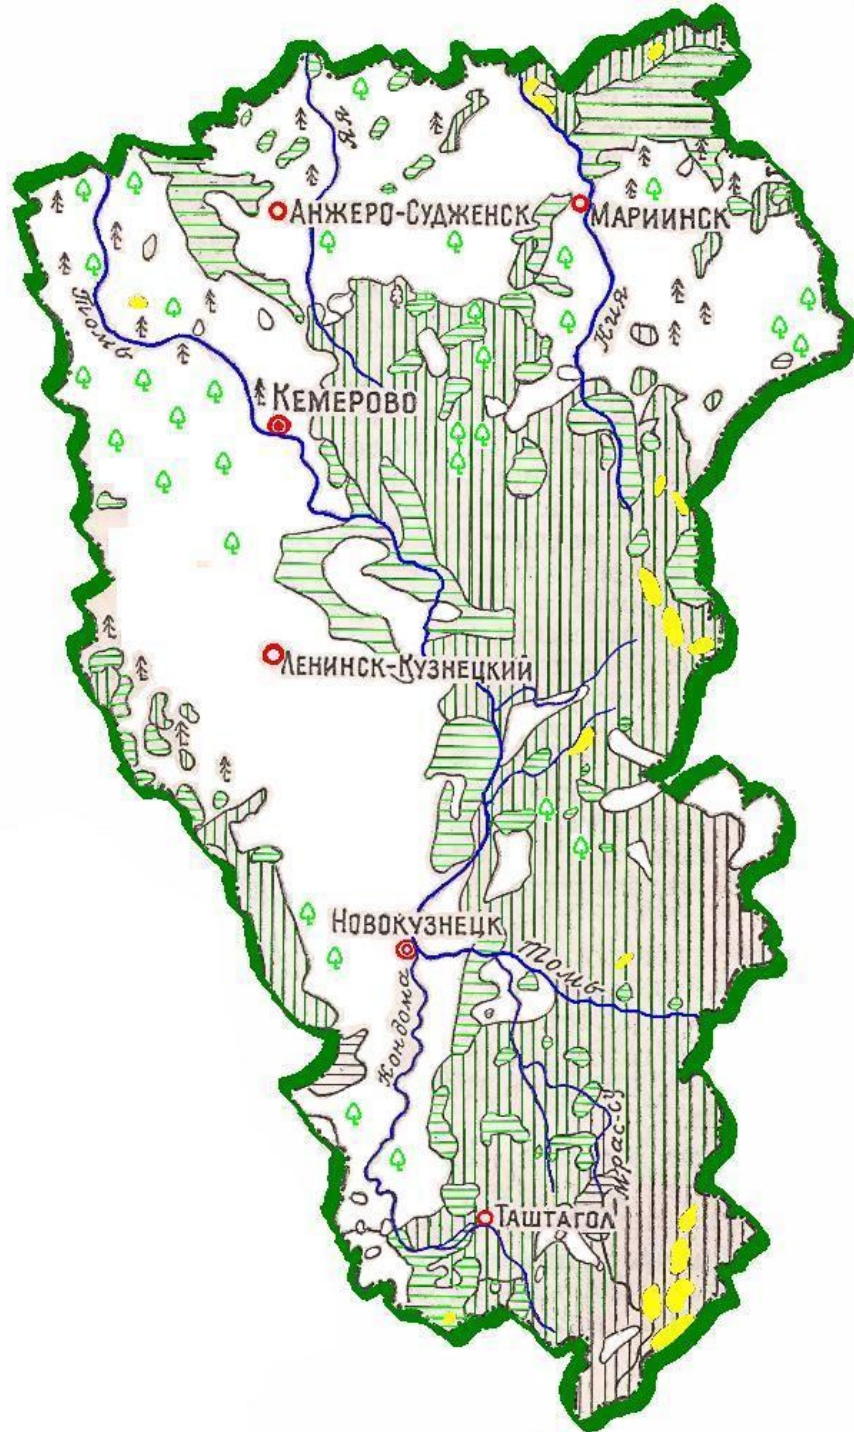 Яя
Анжеро-Судженск
Мариинск
Томь
Кия
Кемерово
Ленинск-Кузнецкий
Новокузнецк
Томь
Кондома
Мрас-су
Таштагол